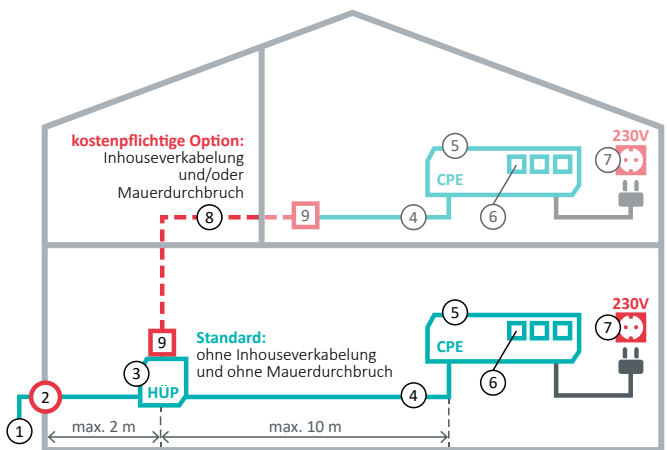 kostenpflichtige Option:
Inhouseverkabelung
und/oder
Mauerdurchbruch
8
9
4
5
CPE
6
230V
7
9
3
HÜP
Standard:
ohne Inhouseverkabelung
und ohne Mauerdurchbruch
4
5
CPE
6
230V
7
2
1
max. 2 m
max. 10 m